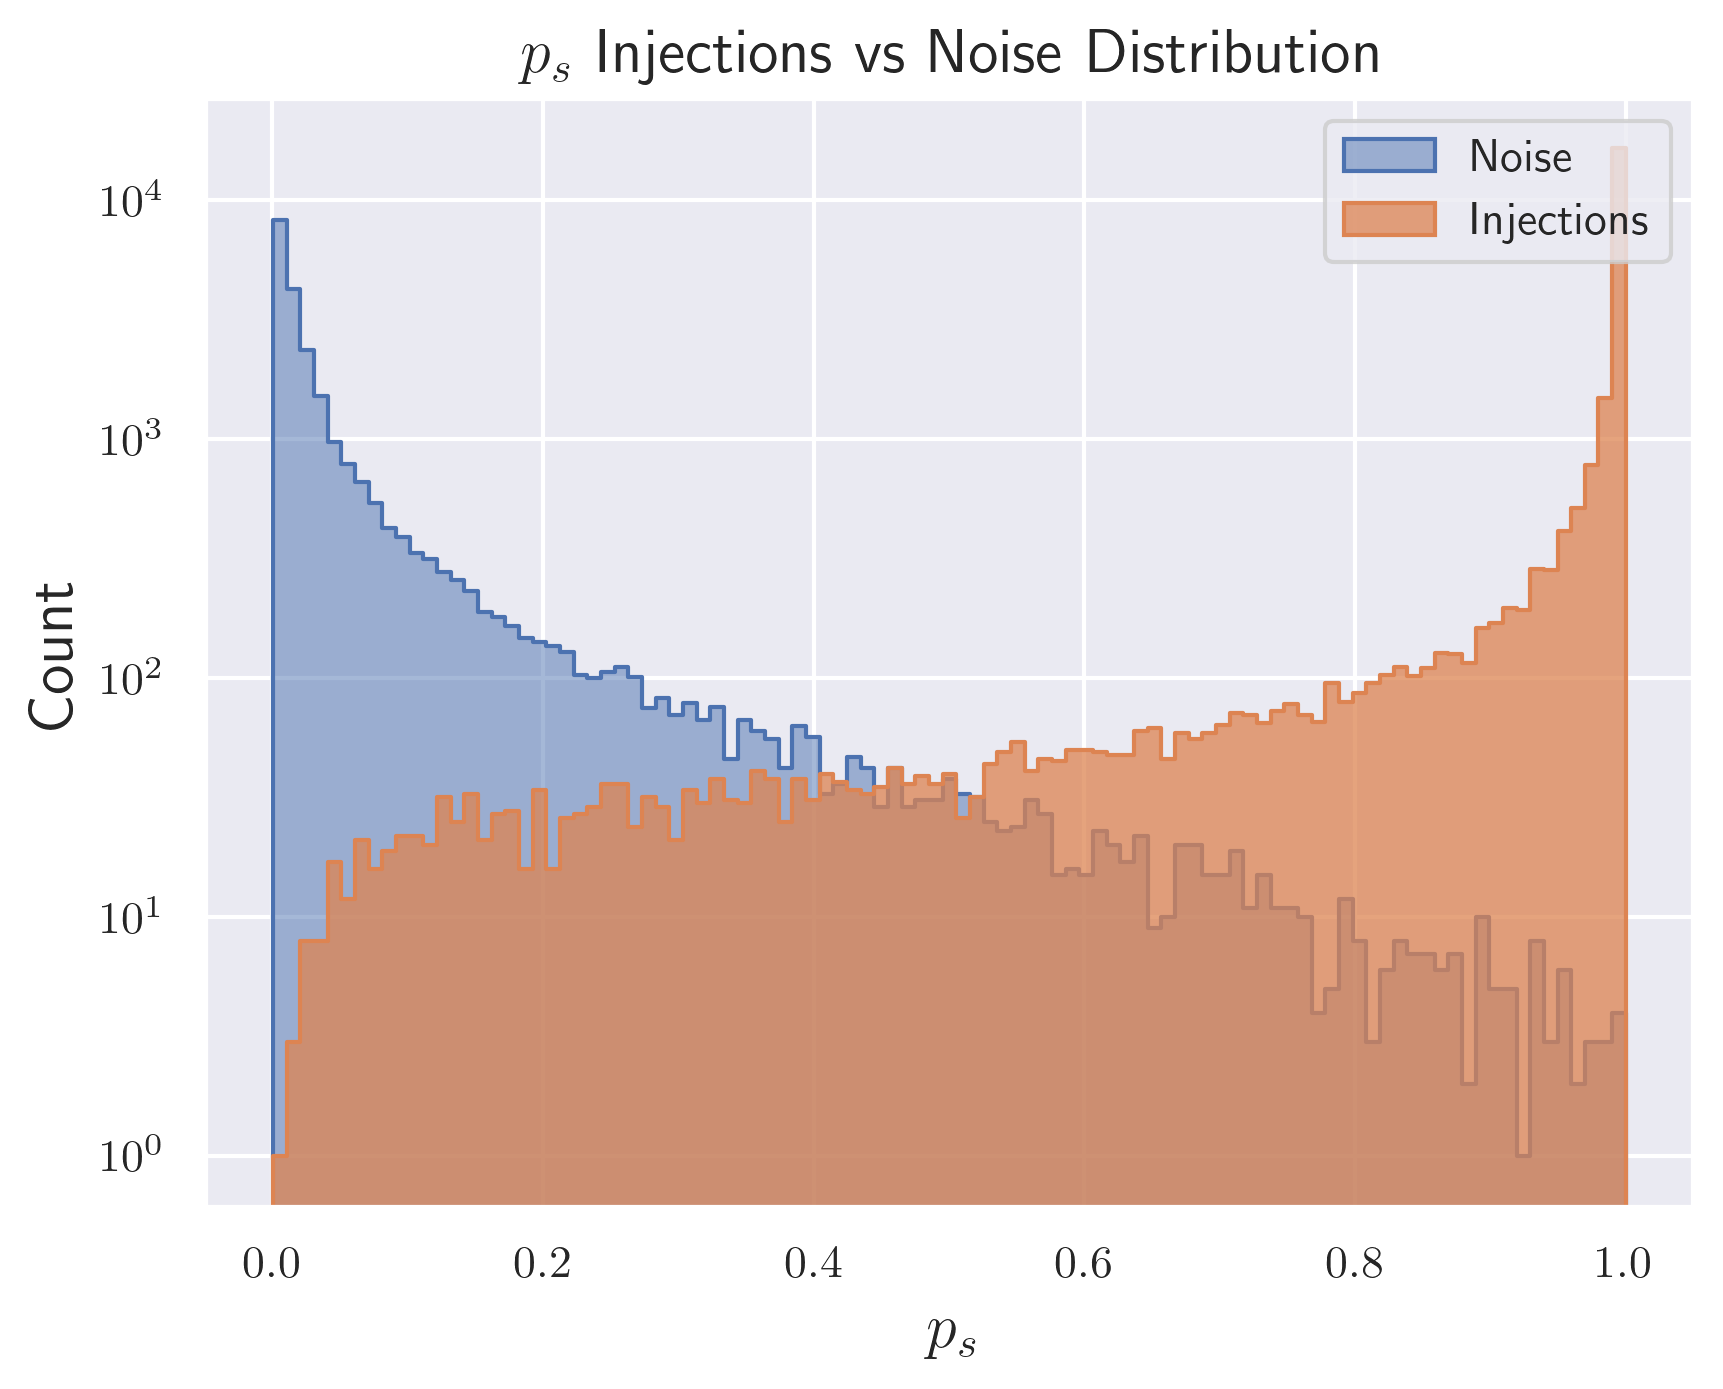 p_s Injections vs Noise Distribution
Noise
Injections
Count
10^4
10^3
10^2
10^1
10^0
0.0 0.2 0.4 0.6 0.8 1.0
p_s